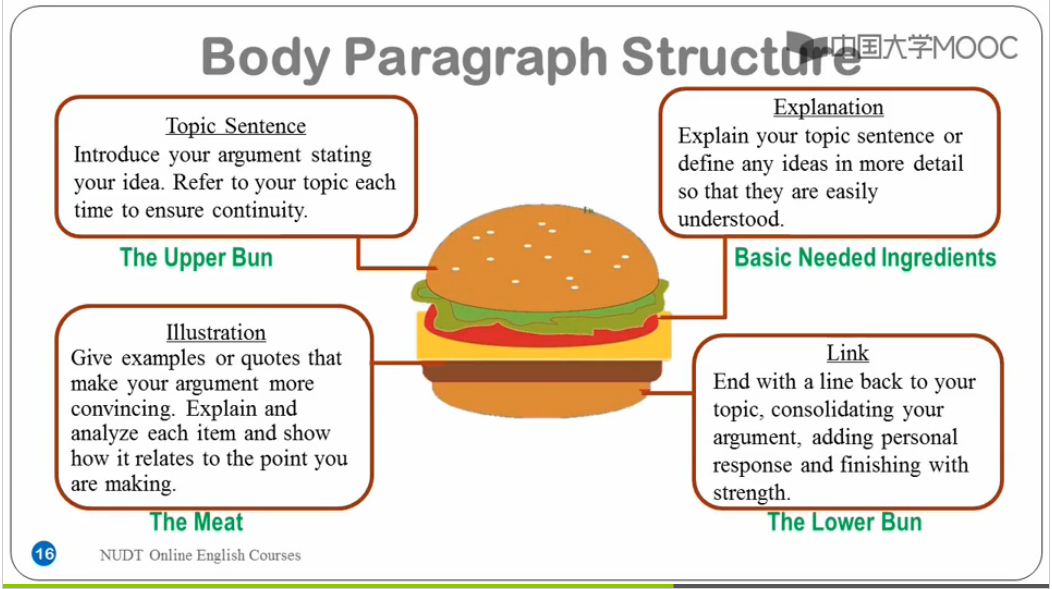 Body Paragraph Structure
中国大学MOOC
Topic Sentence
Introduce your argument stating
your idea. Refer to your topic each
time to ensure continuity.
The Upper Bun
Explanation
Explain your topic sentence or
define any ideas in more detail
so that they are easily
understood.
Basic Needed Ingredients
Illustration
Give examples or quotes that
make your argument more
convincing. Explain and
analyze each item and show
how it relates to the point you
are making.
The Meat
Link
End with a line back to your
topic, consolidating your
argument, adding personal
response and finishing with
strength.
The Lower Bun
16
NUDT Online English Courses